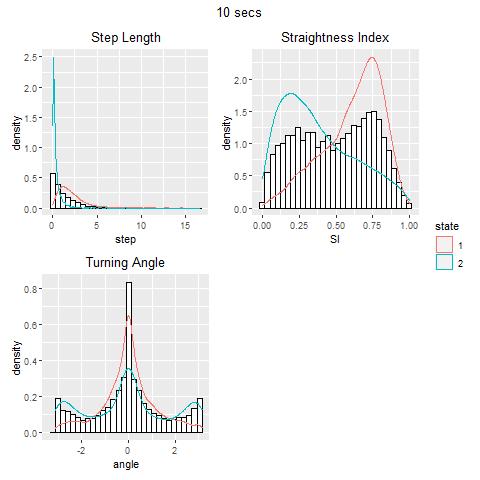 10 secs
Step Length
Straightness Index
2.5
2.0
1.5
1.0
0.5
0.0
density
0
5
10
15
step
2.0
1.5
1.0
0.5
0.0
density
0.00
0.25
0.50
0.75
1.00
SI
state
1
2
Turning Angle
0.8
0.6
0.4
0.2
0.0
density
-2
0
2
angle